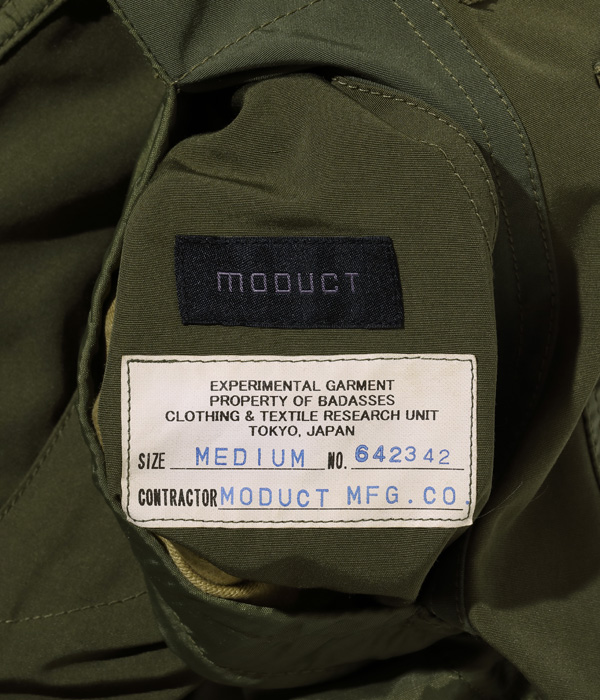 MODUCT
EXPERIMENTAL GARMENT
PROPERTY OF BADASSES
CLOTHING & TEXTILE RESEARCH UNIT
TOKYO, JAPAN
SIZE MEDIUM NO. 642342
CONTRACTOR MODUCT MFG.CO.